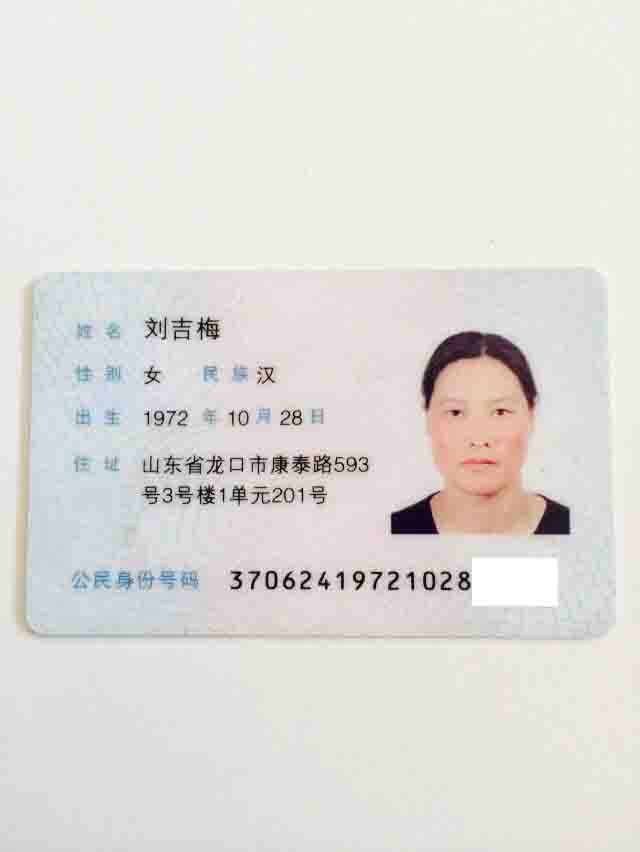 姓名 刘吉梅
性别 女 民族 汉
出生 1972 年 10 月 28 日
住址 山东省龙口市康泰路593
号3号楼1单元201号
公民身份号码 37062419721028